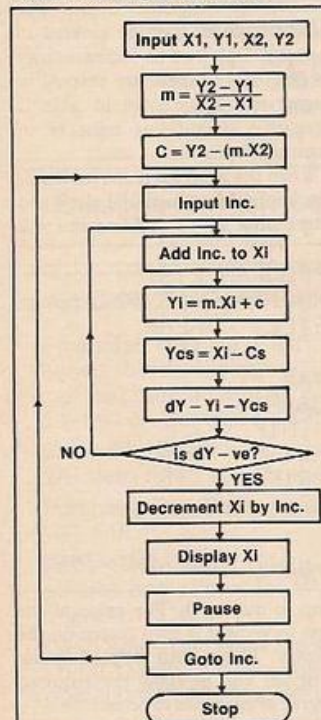 Input X1, Y1, X2, Y2
m = Y2 – Y1
X2 – X1
C = Y2 – (m.X2)
Input Inc.
Add Inc. to Xi
Yi = m.Xi + c
Ycs = Xi – Cs
dY – Yi – Ycs
is dY – ve?
NO
YES
Decrement Xi by Inc.
Display Xi
Pause
Goto Inc.
Stop